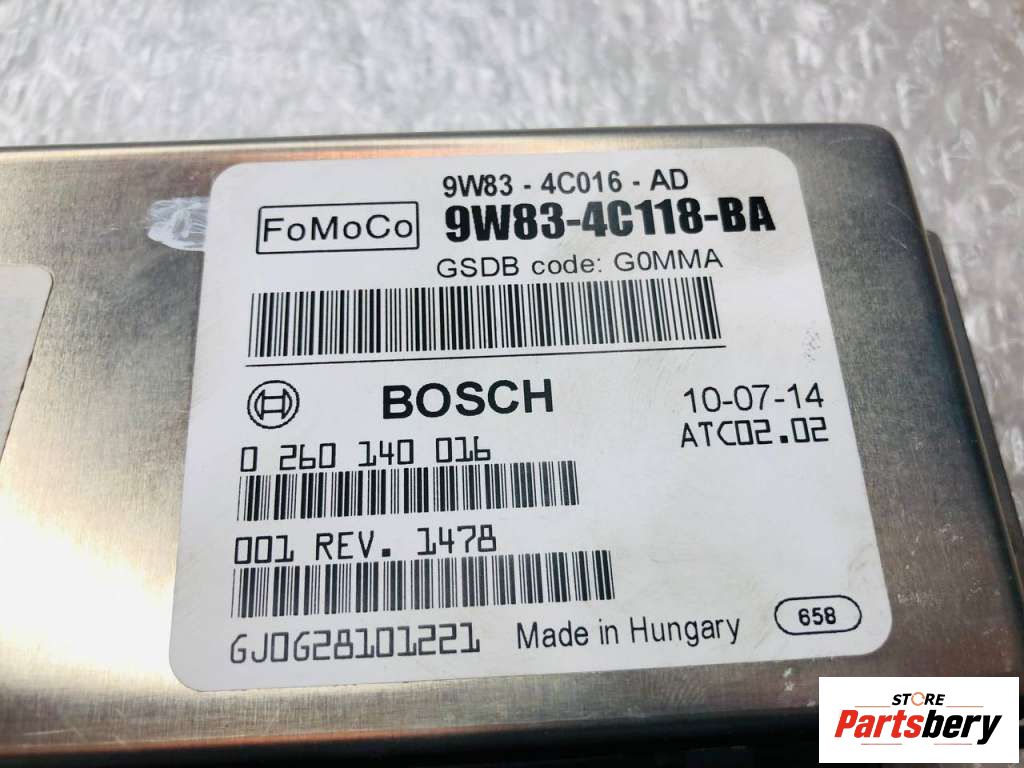 9W83 - 4C016 - AD
FoMoCo
9W83-4C118-BA
GSDB code: G0MMA
BOSCH
10-07-14
0 260 140 016
ATC02.02
001 REV. 1478
GJ0G28101221
Made in Hungary
658
STORE
Partsbery